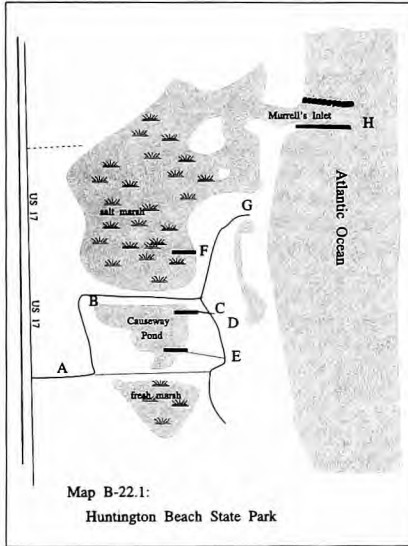 Murrell's Inlet
H
Atlantic Ocean
US 17
G
salt marsh
F
US 17
B
C
Causeway
Pond
D
E
A
fresh marsh
Map B-22.1:
Huntington Beach State Park